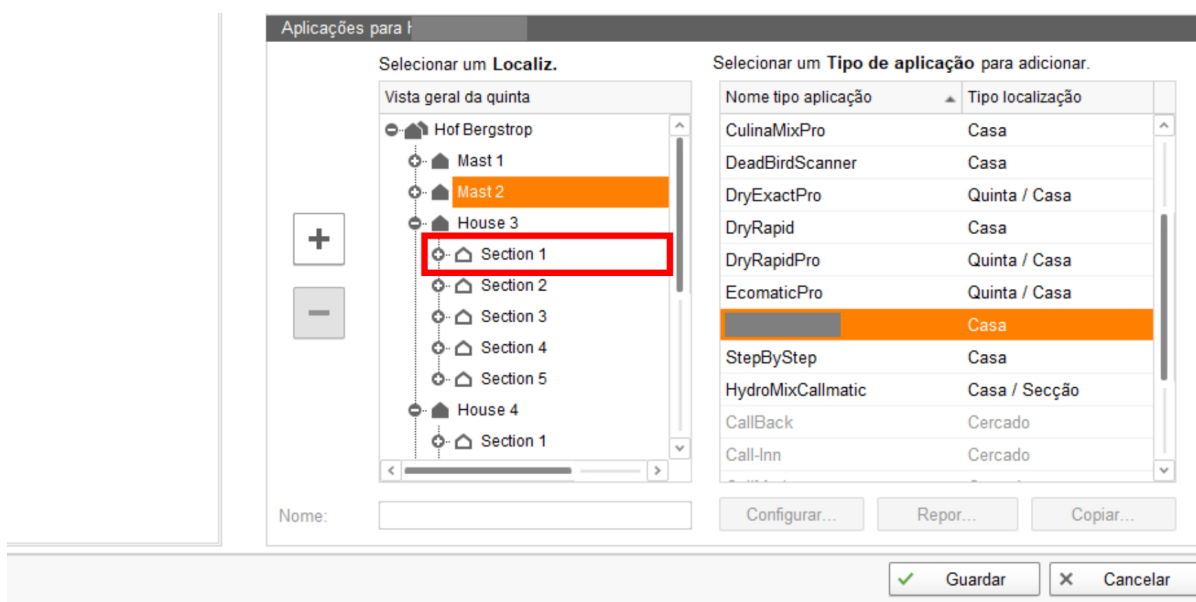 Aplicações para
Selecionar um Localiz.
Selecionar um Tipo de aplicação para adicionar.
Vista geral da quinta
Nome tipo aplicação Tipo localização
Hof Bergstrop
Mast 1
Mast 2
House 3
Section 1
Section 2
Section 3
Section 4
Section 5
House 4
Section 1
CulinaMixPro Casa
DeadBirdScanner Casa
DryExactPro Quinta / Casa
DryRapid Casa
DryRapidPro Quinta / Casa
EcomaticPro Quinta / Casa
Casa
StepByStep Casa
HydroMixCallmatic Casa / Secção
CallBack Cercado
Call-Inn Cercado
Nome:
Configurar... Repor... Copiar...
Guardar Cancelar